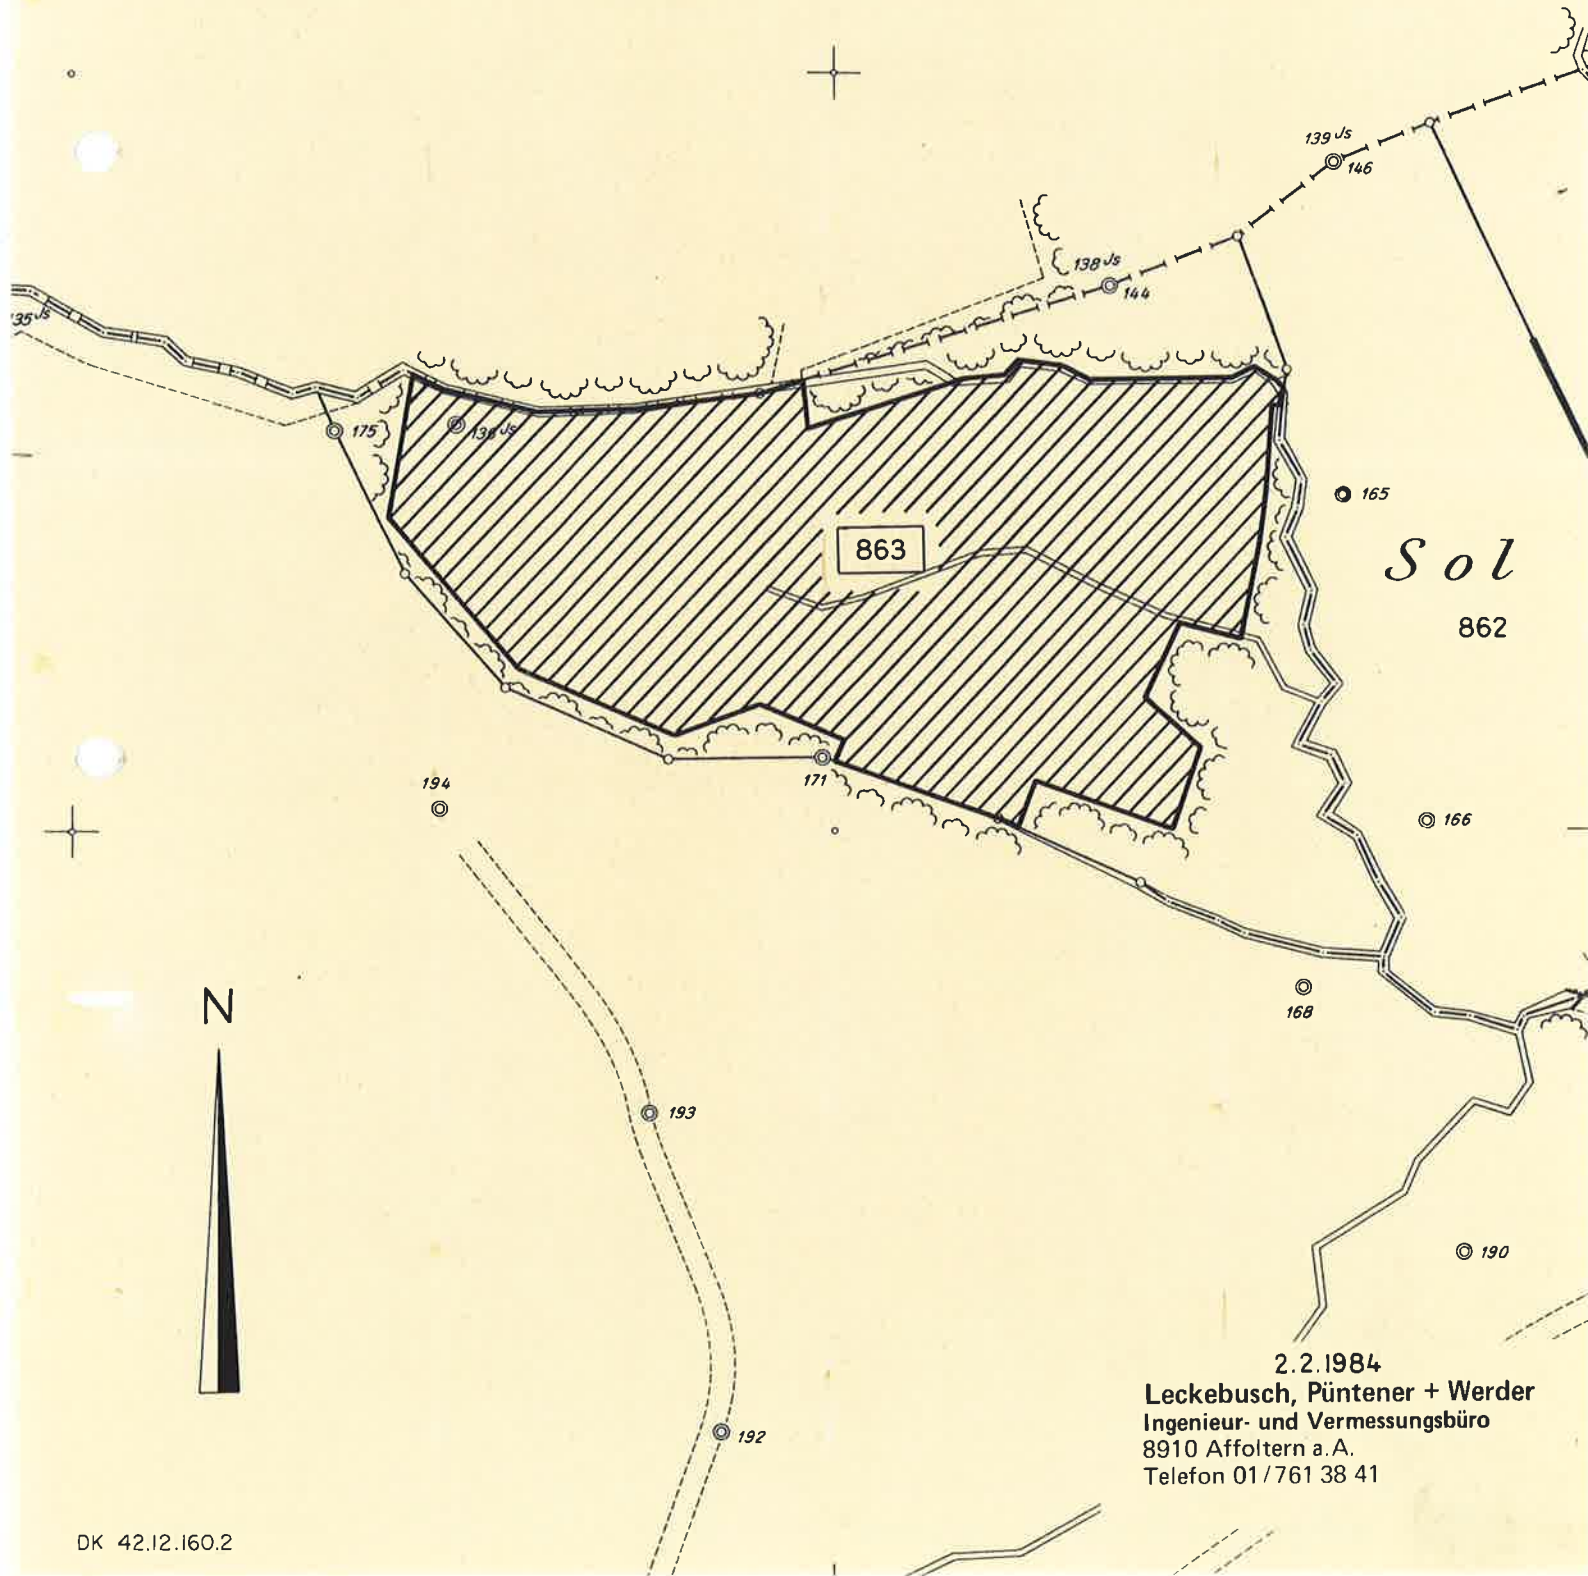 139 Js
146
138 Js
144
35 Js
175
136 Js
165
863
Sol
862
194
171
166
N
168
193
190
192
2.2.1984
Leckebusch, Püntener + Werder
Ingenieur- und Vermessungsbüro
8910 Affoltern a.A.
Telefon 01/761 38 41
DK 42.12.160.2